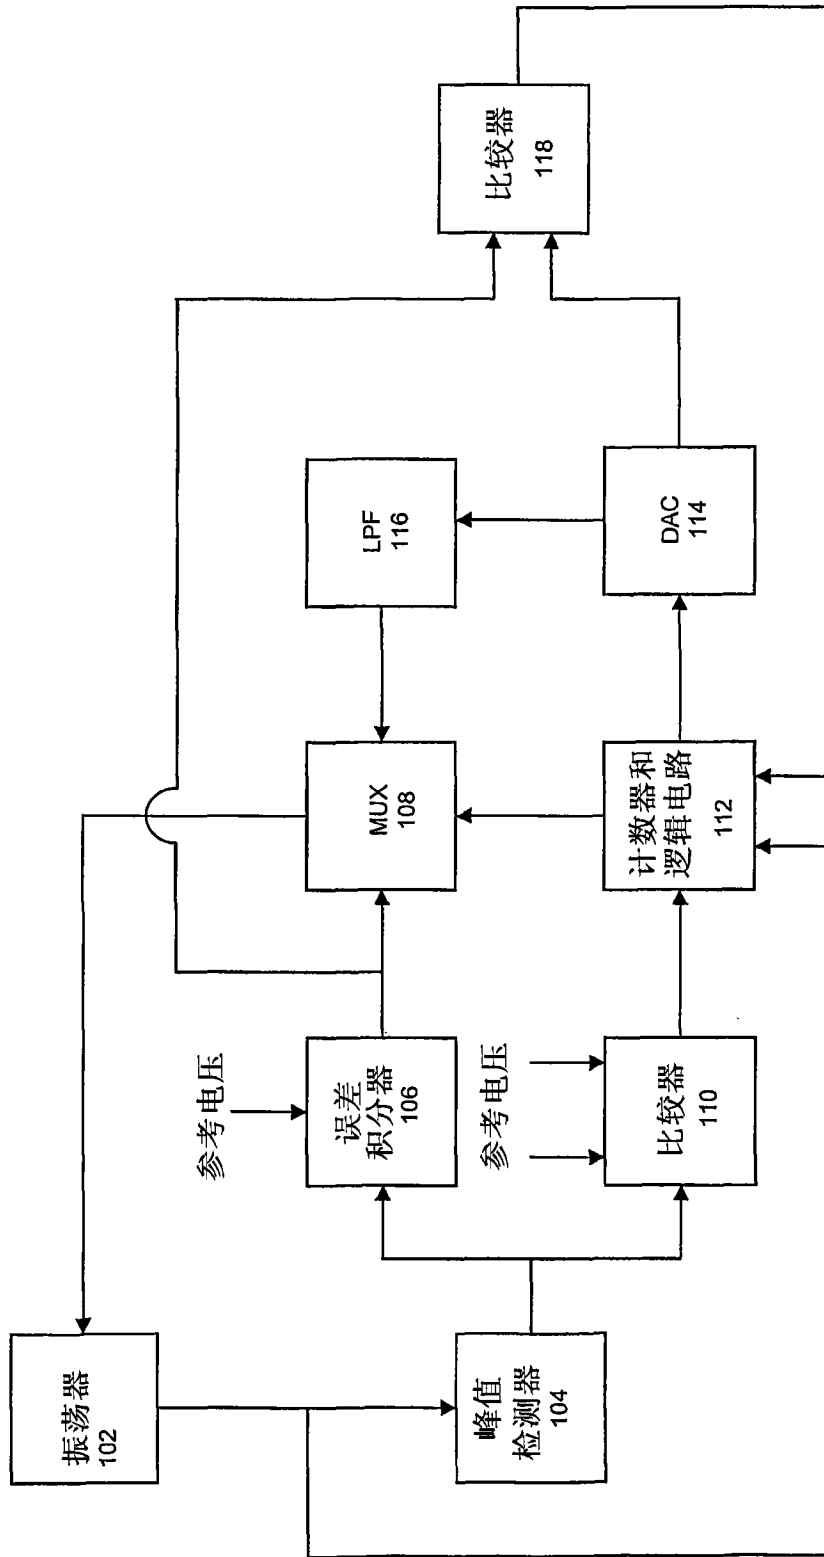 振荡器
102
峰值
检测器
104
参考电压
误差
积分器
106
参考电压
比较器
110
MUX
108
计数器和
逻辑电路
112
LPF
116
DAC
114
比较器
118